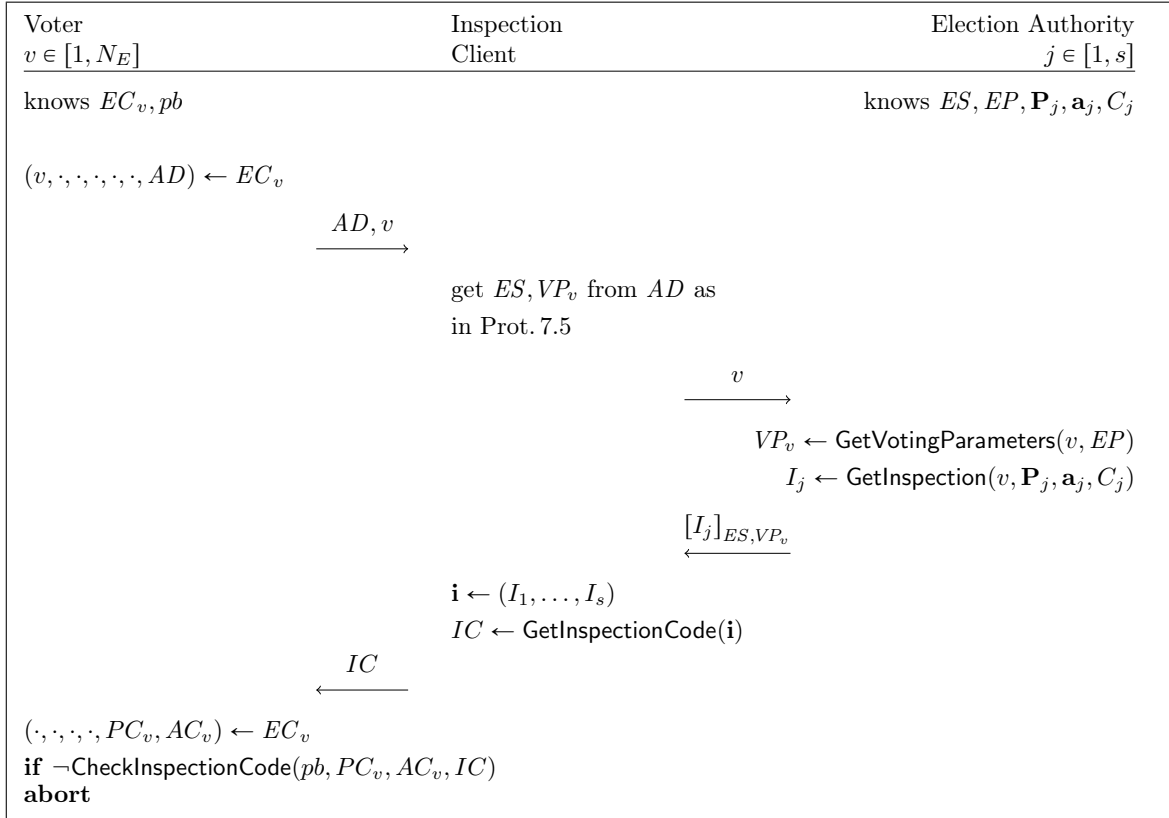 Voter Inspection Election Authority
v ∈ [1, N_E] Client j ∈ [1, s]
knows EC_v, pb knows ES, EP, P_j, a_j, C_j
(v, ·, ·, ·, ·, ·, AD) ← EC_v
AD, v
get ES, VP_v from AD as
in Prot. 7.5
v
VP_v ← GetVotingParameters(v, EP)
I_j ← GetInspection(v, P_j, a_j, C_j)
[I_j]_{ES,VP_v}
i ← (I_1, . . . , I_s)
IC ← GetInspectionCode(i)
IC
(·, ·, ·, ·, PC_v, AC_v) ← EC_v
if ¬CheckInspectionCode(pb, PC_v, AC_v, IC)
abort